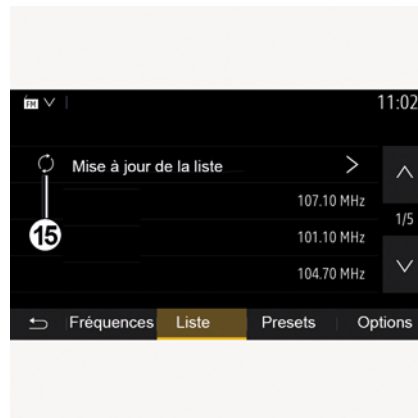 FM 11:02
Mise à jour de la liste
107.10 MHz
1/5
15
101.10 MHz
104.70 MHz
Fréquences Liste Presets Options